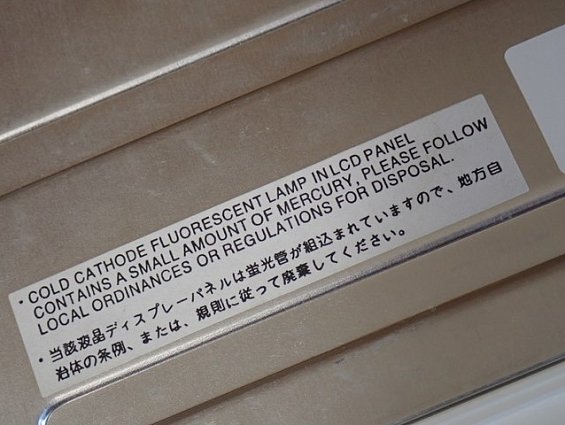 ・COLD CATHODE FLUORESCENT LAMP IN LCD PANEL
CONTAINS A SMALL AMOUNT OF MERCURY, PLEASE FOLLOW
LOCAL ORDINANCES OR REGULATIONS FOR DISPOSAL.
・当該液晶ディスプレーパネルは蛍光管が組込まれていますので、地方自
治体の条例、または、規則に従って廃棄してください。